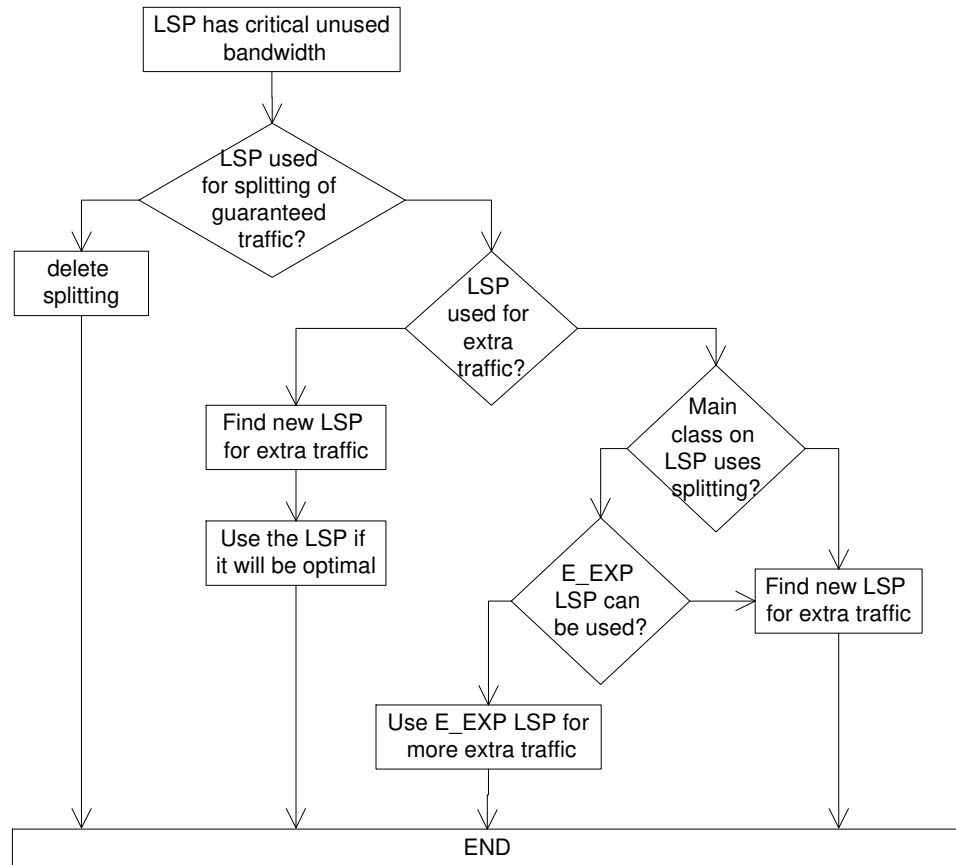 LSP has critical unused
bandwidth
LSP used
for splitting of
guaranteed
traffic?
delete
splitting
LSP
used for
extra
traffic?
Find new LSP
for extra traffic
Main
class on
LSP uses
splitting?
Use the LSP if
it will be optimal
E_EXP
LSP can
be used?
Find new LSP
for extra traffic
Use E_EXP LSP for
more extra traffic
END